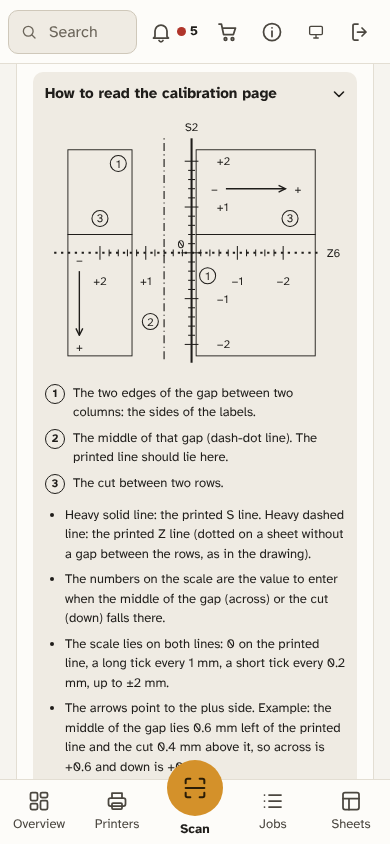 Search
5
How to read the calibration page
S2
1
+2
− +
+1
3
3
0
Z6
−
+2
+1
1
−1
−2
−1
2
+
−2
1 The two edges of the gap between two
columns: the sides of the labels.
2 The middle of that gap (dash-dot line). The
printed line should lie here.
3 The cut between two rows.
• Heavy solid line: the printed S line. Heavy dashed
line: the printed Z line (dotted on a sheet without
a gap between the rows, as in the drawing).
• The numbers on the scale are the value to enter
when the middle of the gap (across) or the cut
(down) falls there.
• The scale lies on both lines: 0 on the printed
line, a long tick every 1 mm, a short tick every 0.2
mm, up to ±2 mm.
• The arrows point to the plus side. Example: the
middle of the gap lies 0.6 mm left of the printed
line and the cut 0.4 mm above it, so across is
+0.6 and down is
Overview
Printers
Scan
Jobs
Sheets